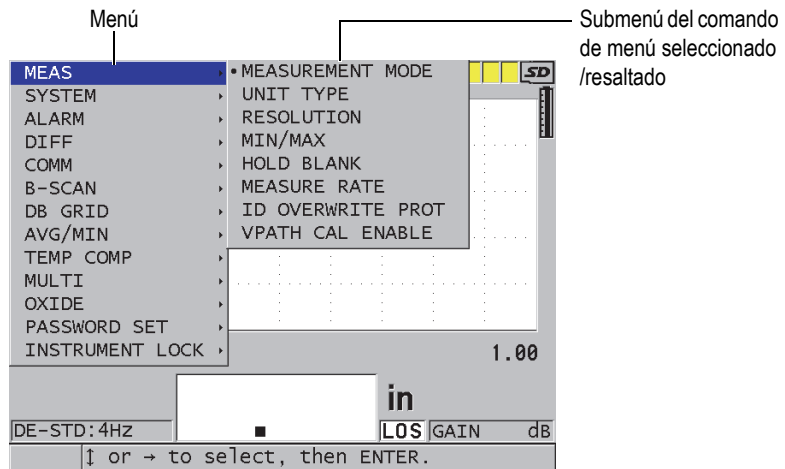 Menú
Submenú del comando
de menú seleccionado
/resaltado
MEAS
SYSTEM
ALARM
DIFF
COMM
B-SCAN
DB GRID
AVG/MIN
TEMP COMP
MULTI
OXIDE
PASSWORD SET
INSTRUMENT LOCK
•MEASUREMENT MODE
UNIT TYPE
RESOLUTION
MIN/MAX
HOLD BLANK
MEASURE RATE
ID OVERWRITE PROT
VPATH CAL ENABLE
SD
1.00
in
DE-STD:4Hz
LOS GAIN dB
↕ or → to select, then ENTER.